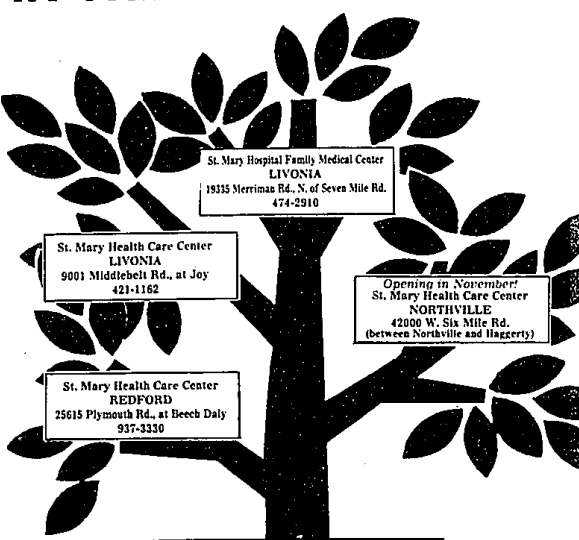 St. Mary Hospital Family Medical Center
LIVONIA
19335 Merriman Rd., N. of Seven Mile Rd.
474-2910
St. Mary Health Care Center
LIVONIA
9001 Middlebelt Rd., at Joy
421-1162
Opening in November!
St. Mary Health Care Center
NORTHVILLE
42000 W. Six Mile Rd.
(between Northville and Haggerty)
St. Mary Health Care Center
REDFORD
25615 Plymouth Rd., at Beech Daly
937-3330